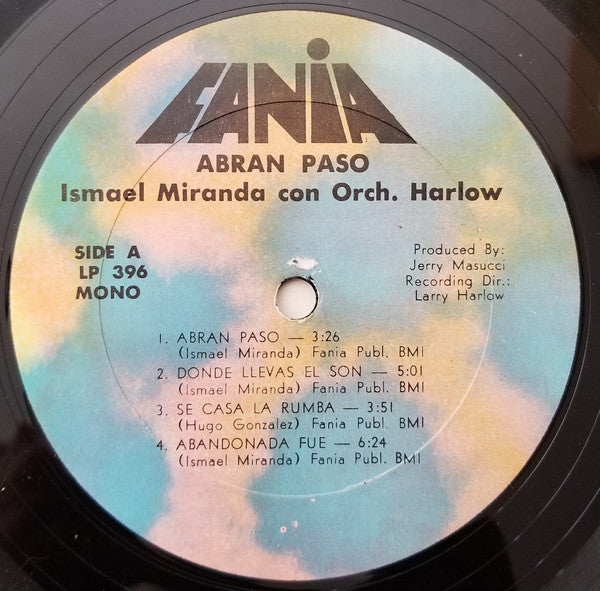 FANIA
ABRAN PASO
Ismael Miranda con Orch. Harlow
SIDE A
LP 396
MONO
Produced By:
Jerry Masucci
Recording Dir.:
Larry Harlow
1. ABRAN PASO — 3:26
(Ismael Miranda) Fania Publ. BMI
2. DONDE LLEVAS EL SON — 5:01
(Ismael Miranda) Fania Publ. BMI
3. SE CASA LA RUMBA — 3:51
(Hugo Gonzalez) Fania Publ. BMI
4. ABANDONADA FUE — 6:24
(Ismael Miranda) Fania Publ. BMI